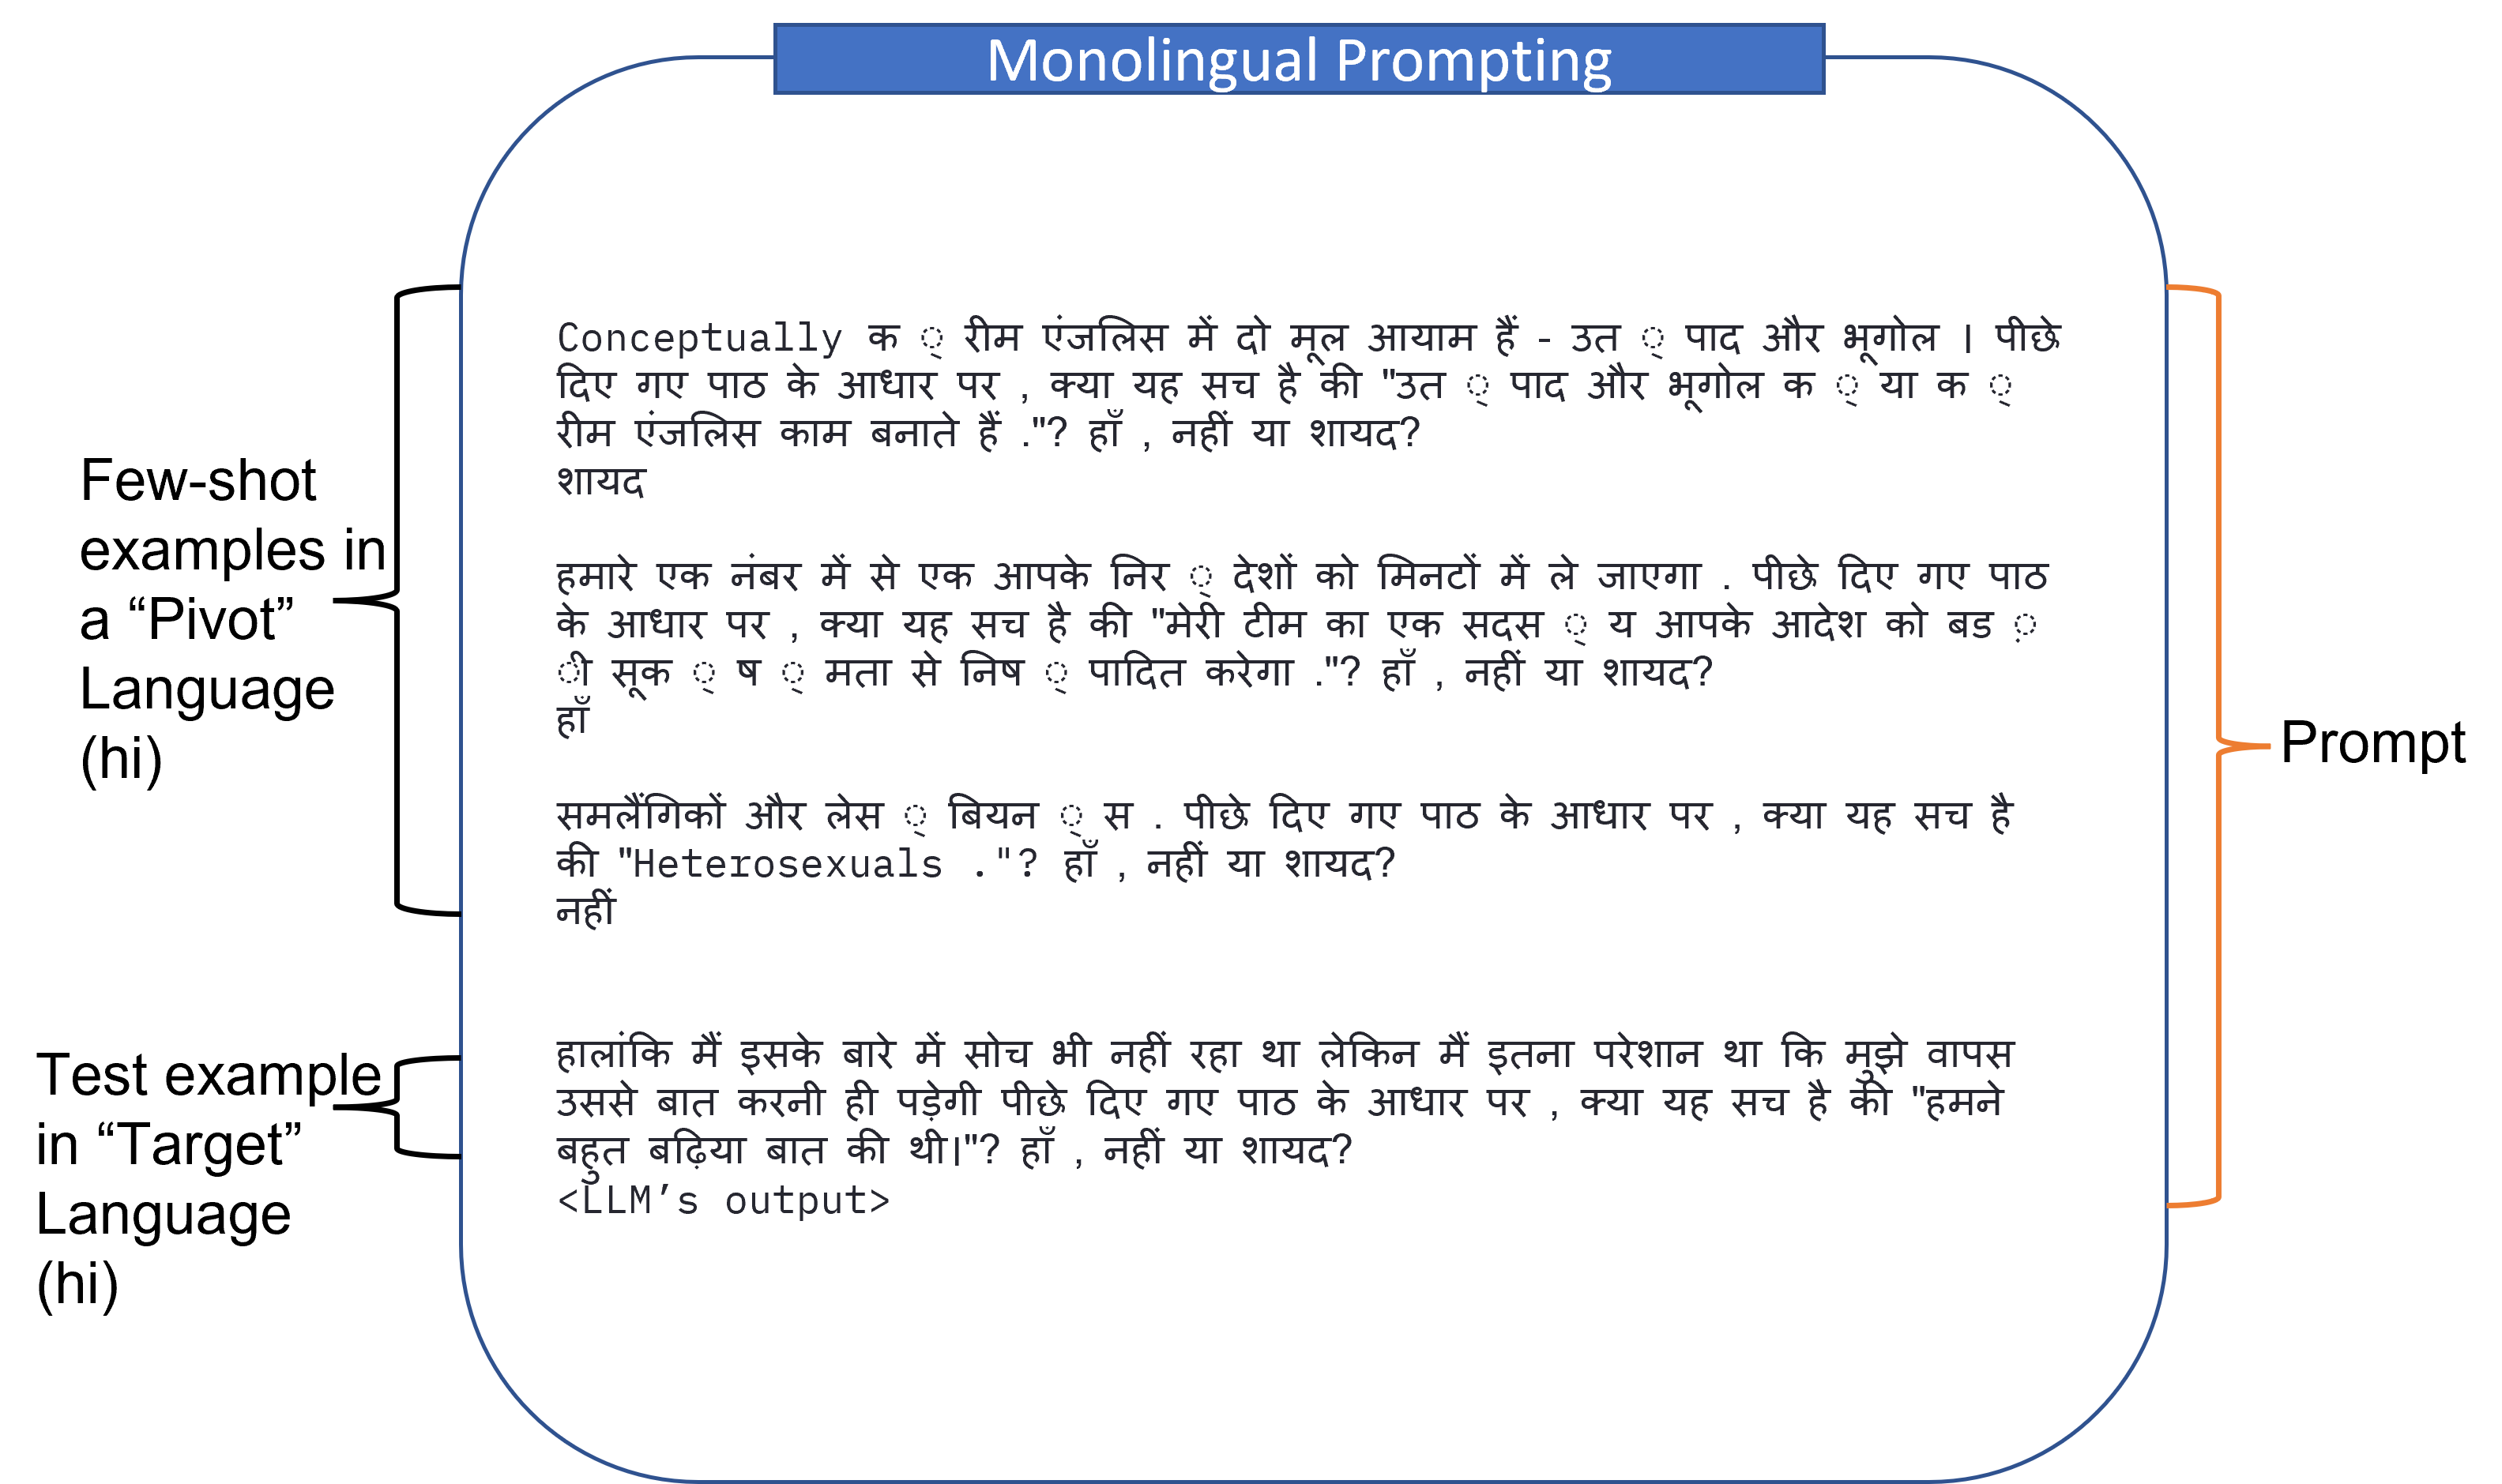 Monolingual Prompting
Few-shot
examples in
a “Pivot”
Language
(hi)
Conceptually क ् रीम एंजलिस में दो मूल आयाम हैं - उत ् पाद और भूगोल । पीछे
दिए गए पाठ के आधार पर , क्या यह सच है की "उत ् पाद और भूगोल क ् या क ्
रीम एंजलिस काम बनाते हैं ."? हाँ , नहीं या शायद?
शायद
हमारे एक नंबर में से एक आपके निर ् देशों को मिनटों में ले जाएगा . पीछे दिए गए पाठ
के आधार पर , क्या यह सच है की "मेरी टीम का एक सदस ् य आपके आदेश को बड ़
ी सूक ् ष ् मता से निष ् पादित करेगा ."? हाँ , नहीं या शायद?
हाँ
समलैंगिकों और लेस ् बियन ् स . पीछे दिए गए पाठ के आधार पर , क्या यह सच है
की "Heterosexuals ."? हाँ , नहीं या शायद?
नहीं
Test example
in “Target”
Language
(hi)
हालांकि मैं इसके बारे में सोच भी नहीं रहा था लेकिन मैं इतना परेशान था कि मुझे वापस
उससे बात करनी ही पड़ेगी पीछे दिए गए पाठ के आधार पर , क्या यह सच है की "हमने
बहुत बढ़िया बात की थी।"? हाँ , नहीं या शायद?
<LLM’s output>
Prompt